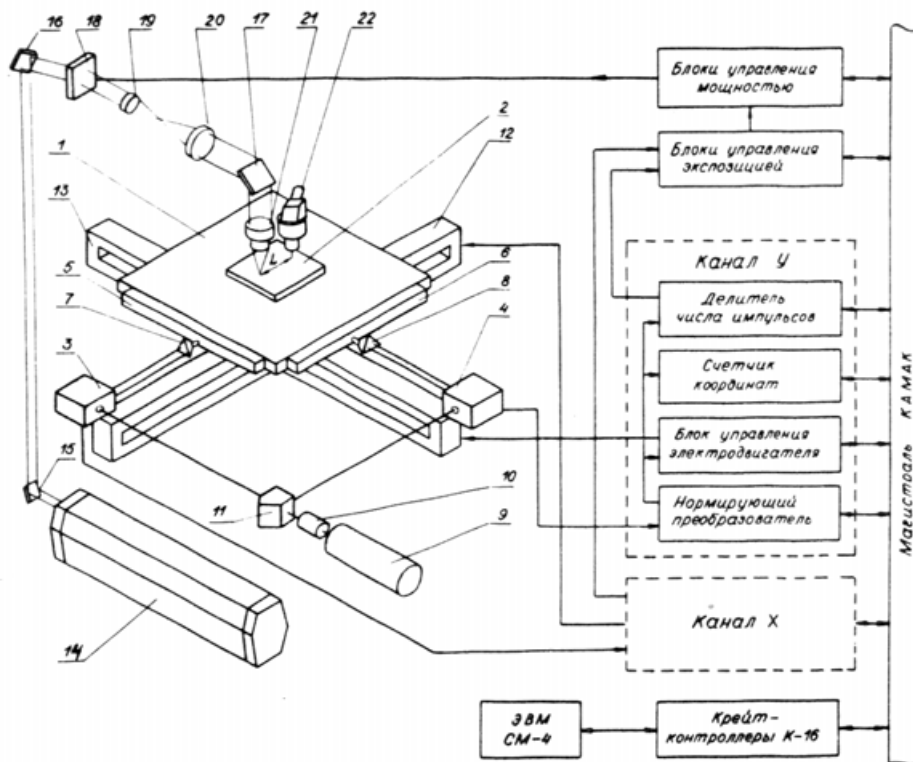 16
18
19
20
17
21
22
Блоки управления
мощностью
2
12
1
13
Блоки управления
экспозицией
L
5
6
7
8
3
4
Канал У
Делитель
числа импульсов
Счетчик
координат
Блок управления
электродвигателя
Нормирующий
преобразователь
15
10
11
9
14
Канал X
ЭВМ
СМ-4
Крейт-
контроллеры К-16
Магистраль КАМАК